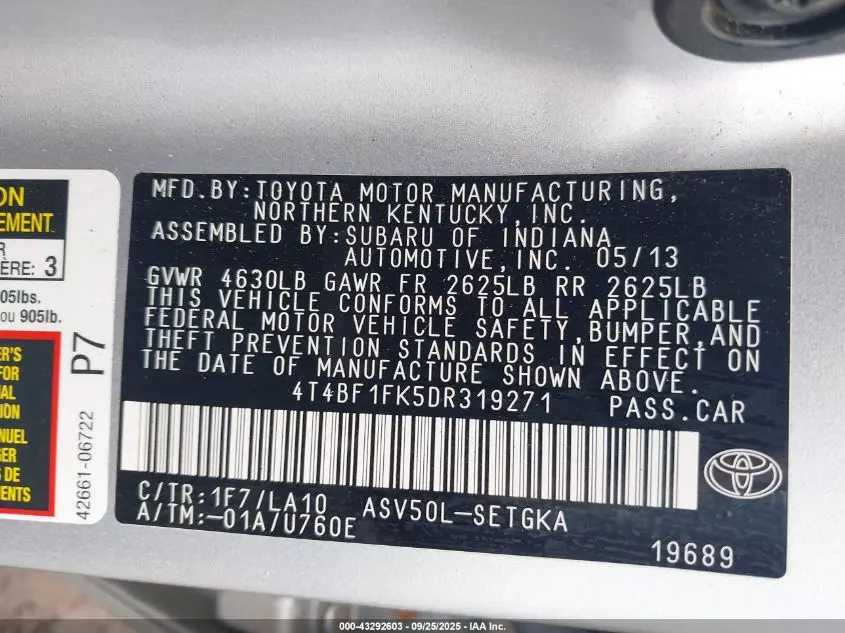 ON
EMENT
R
ÈRE: 3
05lbs.
ou 905lb.
R'S
FOR
AL
ION
NUEL
GER
S DE
ENTS
P7
42661-06722
MFD.BY:TOYOTA MOTOR MANUFACTURING,
NORTHERN KENTUCKY,INC.
ASSEMBLED BY:SUBARU OF INDIANA
AUTOMOTIVE,INC. 05/13
GVWR 4630LB GAWR FR 2625LB RR 2625LB
THIS VEHICLE CONFORMS TO ALL APPLICABLE
FEDERAL MOTOR VEHICLE SAFETY,BUMPER,AND
THEFT PREVENTION STANDARDS IN EFFECT ON
THE DATE OF MANUFACTURE SHOWN ABOVE.
4T4BF1FK5DR319271 PASS.CAR
C/TR:1F7/LA10 ASV50L-SETGKA
A/TM:-01A/U760E
19689
000-43292603 - 09/25/2025 - IAA Inc.